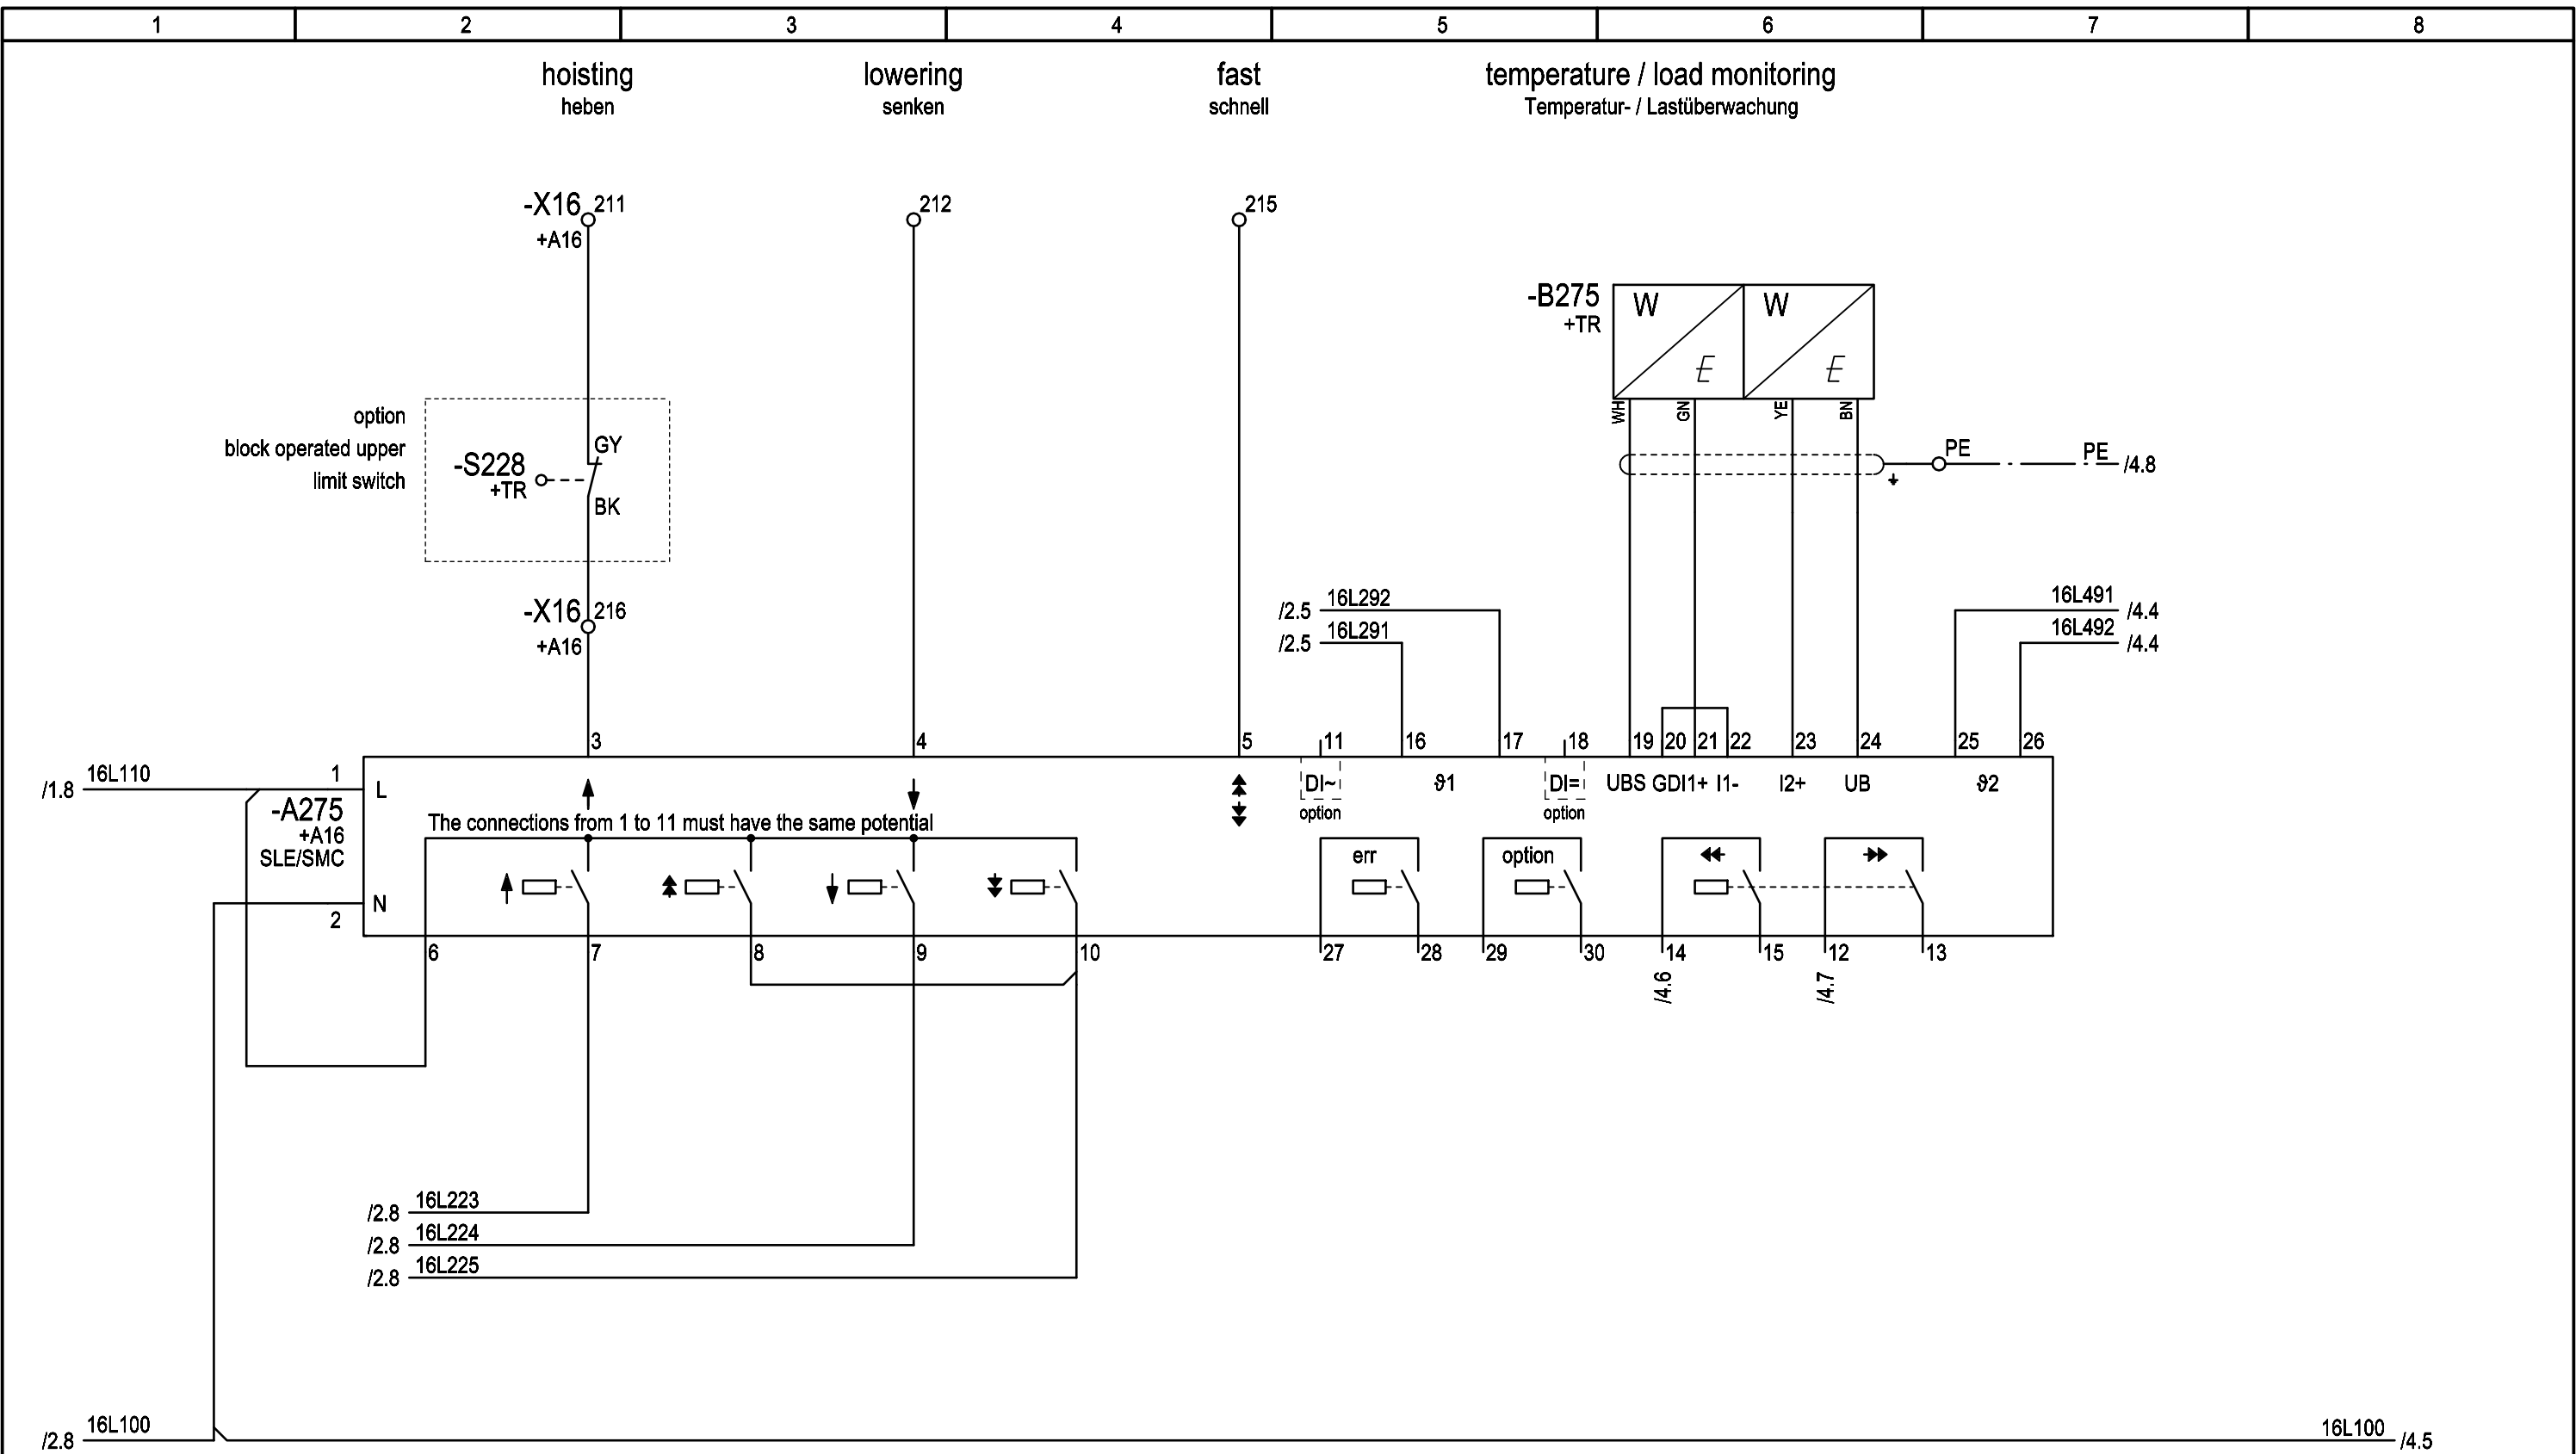 1 2 3 4 5 6 7 8
hoisting lowering fast temperature / load monitoring
heben senken schnell Temperatur- / Lastüberwachung
-X16 211 212 215
+A16
-B275 W W
+TR
E E
WH GN YE BN
option
block operated upper
limit switch
GY
-S228
+TR
BK
PE PE /4.8
-X16 216
+A16
/2.5 16L292
/2.5 16L291
16L491 /4.4
16L492 /4.4
3 4 5 11 16 17 18 19 20 21 22 23 24 25 26
/1.8 16L110 1 L
DI~ ϑ1 DI= UBS GDI1+ I1- I2+ UB ϑ2
option option
-A275
+A16
SLE/SMC
The connections from 1 to 11 must have the same potential
err option
N
2
6 7 8 9 10 27 28 29 30 14 15 12 13
/4.6 /4.7
/2.8 16L223
/2.8 16L224
/2.8 16L225
/2.8 16L100 16L100 /4.5